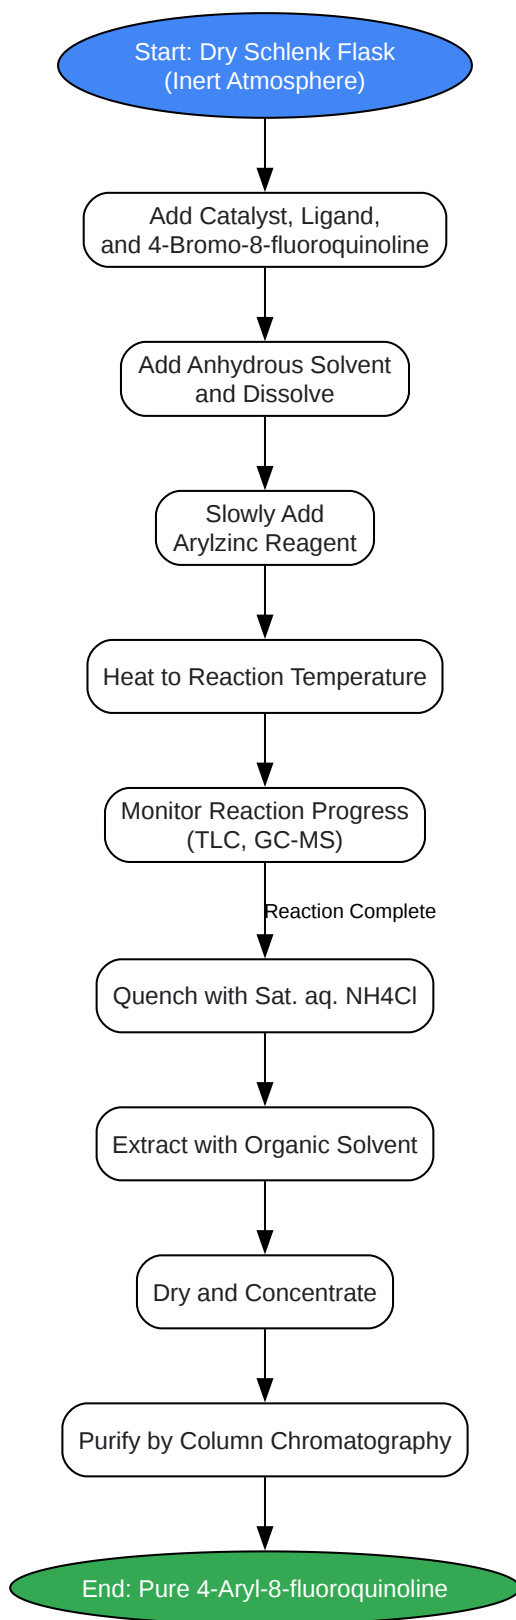 Start: Dry Schlenk Flask
(Inert Atmosphere)
Add Catalyst, Ligand,
and 4-Bromo-8-fluoroquinoline
Add Anhydrous Solvent
and Dissolve
Slowly Add
Arylzinc Reagent
Heat to Reaction Temperature
Monitor Reaction Progress
(TLC, GC-MS)
Reaction Complete
Quench with Sat. aq. NH4Cl
Extract with Organic Solvent
Dry and Concentrate
Purify by Column Chromatography
End: Pure 4-Aryl-8-fluoroquinoline